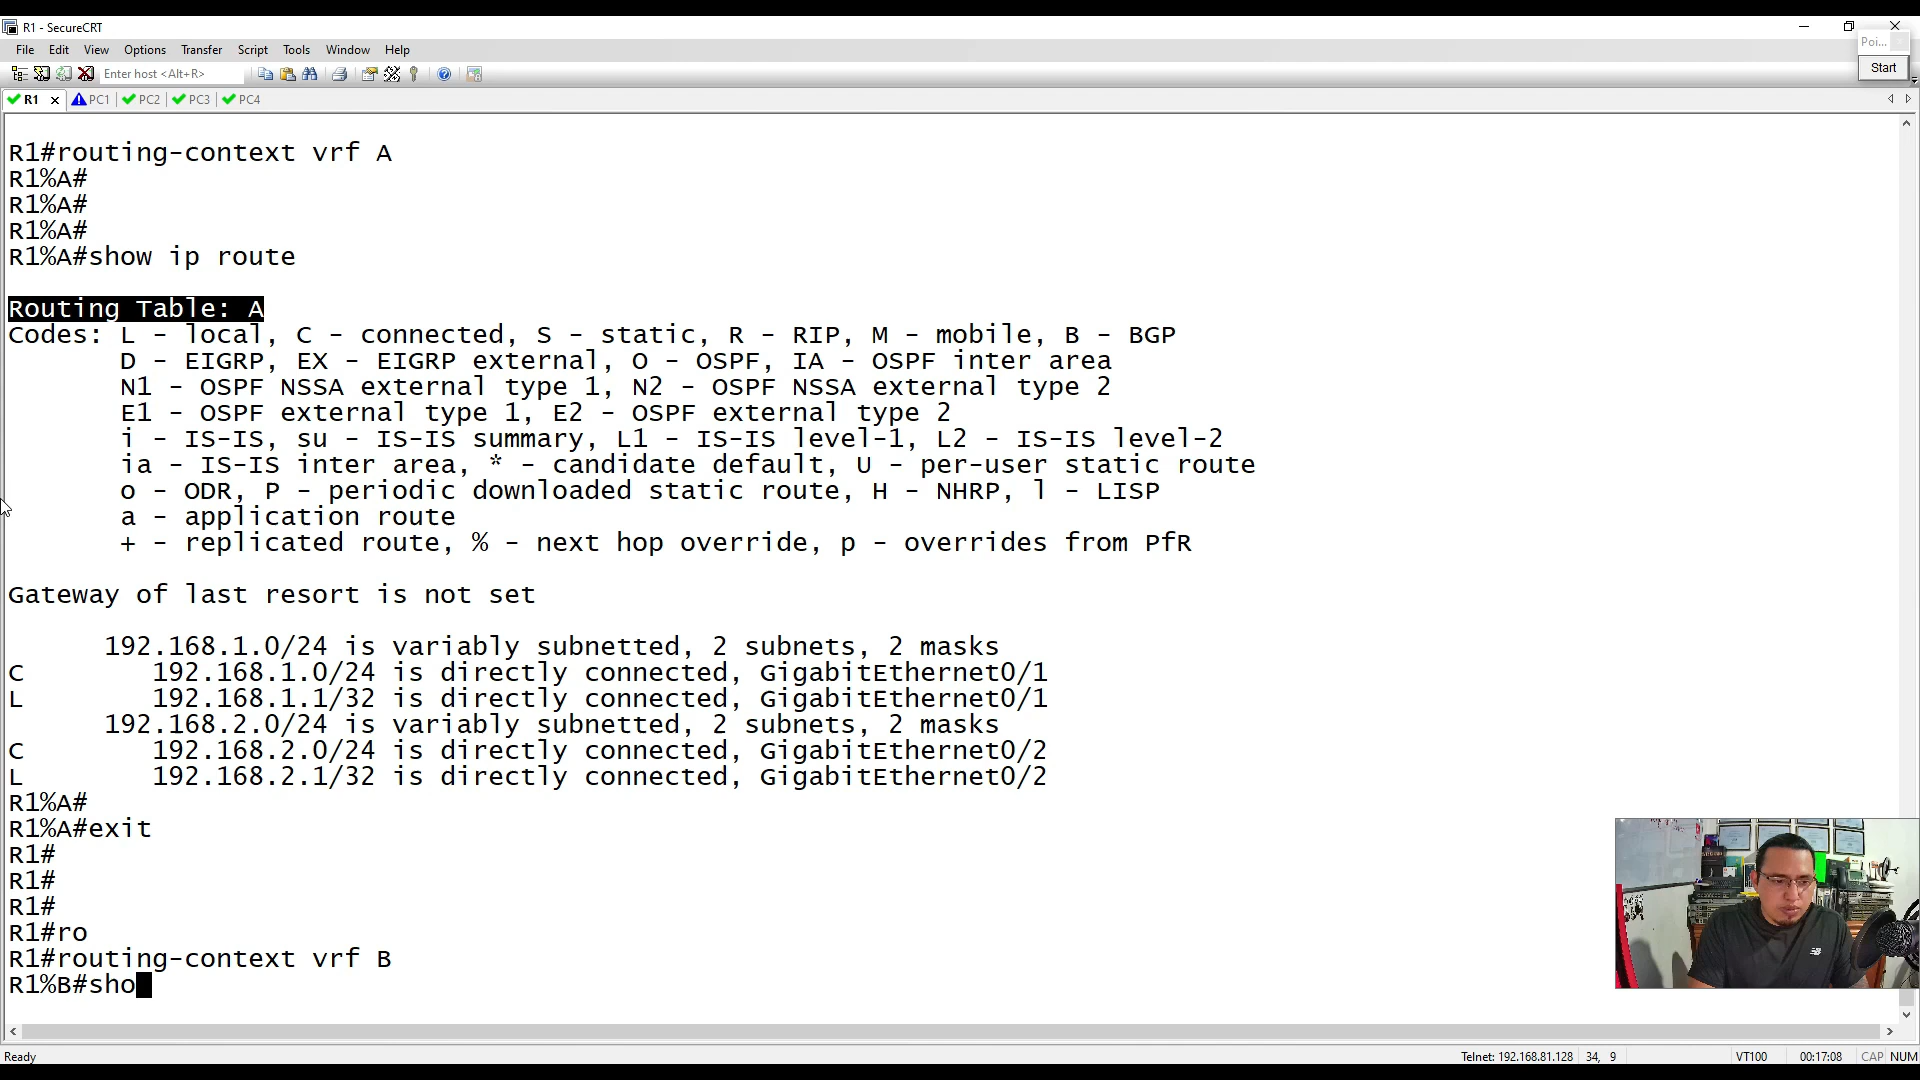 R1 - SecureCRT
File Edit View Options Transfer Script Tools Window Help
Poi...
Enter host <Alt+R>
Start
R1 PC1 PC2 PC3 PC4
R1#routing-context vrf A
R1%A#
R1%A#
R1%A#
R1%A#show ip route
Routing Table: A
Codes: L - local, C - connected, S - static, R - RIP, M - mobile, B - BGP
D - EIGRP, EX - EIGRP external, O - OSPF, IA - OSPF inter area
N1 - OSPF NSSA external type 1, N2 - OSPF NSSA external type 2
E1 - OSPF external type 1, E2 - OSPF external type 2
i - IS-IS, su - IS-IS summary, L1 - IS-IS level-1, L2 - IS-IS level-2
ia - IS-IS inter area, * - candidate default, U - per-user static route
o - ODR, P - periodic downloaded static route, H - NHRP, l - LISP
a - application route
+ - replicated route, % - next hop override, p - overrides from PfR
Gateway of last resort is not set
192.168.1.0/24 is variably subnetted, 2 subnets, 2 masks
C 192.168.1.0/24 is directly connected, GigabitEthernet0/1
L 192.168.1.1/32 is directly connected, GigabitEthernet0/1
192.168.2.0/24 is variably subnetted, 2 subnets, 2 masks
C 192.168.2.0/24 is directly connected, GigabitEthernet0/2
L 192.168.2.1/32 is directly connected, GigabitEthernet0/2
R1%A#
R1%A#exit
R1#
R1#
R1#
R1#ro
R1#routing-context vrf B
R1%B#sho
Ready Telnet: 192.168.81.128 34, 9 VT100 00:17:08 CAP NUM